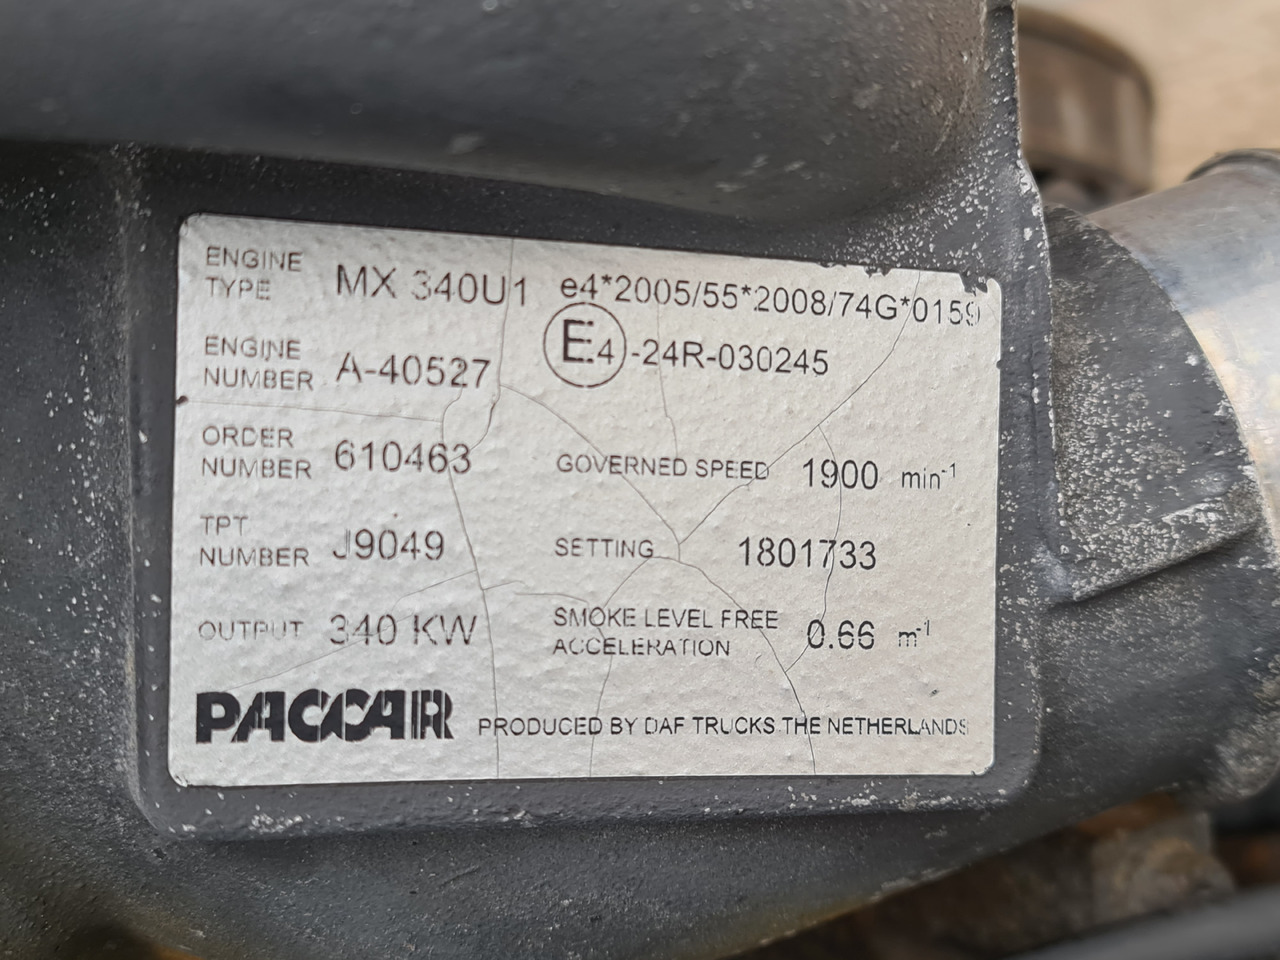 ENGINE TYPE MX 340U1 e4*2005/55*2008/74G*0159
ENGINE NUMBER A-40527 E4-24R-030245
ORDER NUMBER 610463 GOVERNED SPEED 1900 min-1
TPT NUMBER J9049 SETTING 1801733
OUTPUT 340 KW SMOKE LEVEL FREE ACCELERATION 0.66 m-1
PACCAR PRODUCED BY DAF TRUCKS THE NETHERLANDS